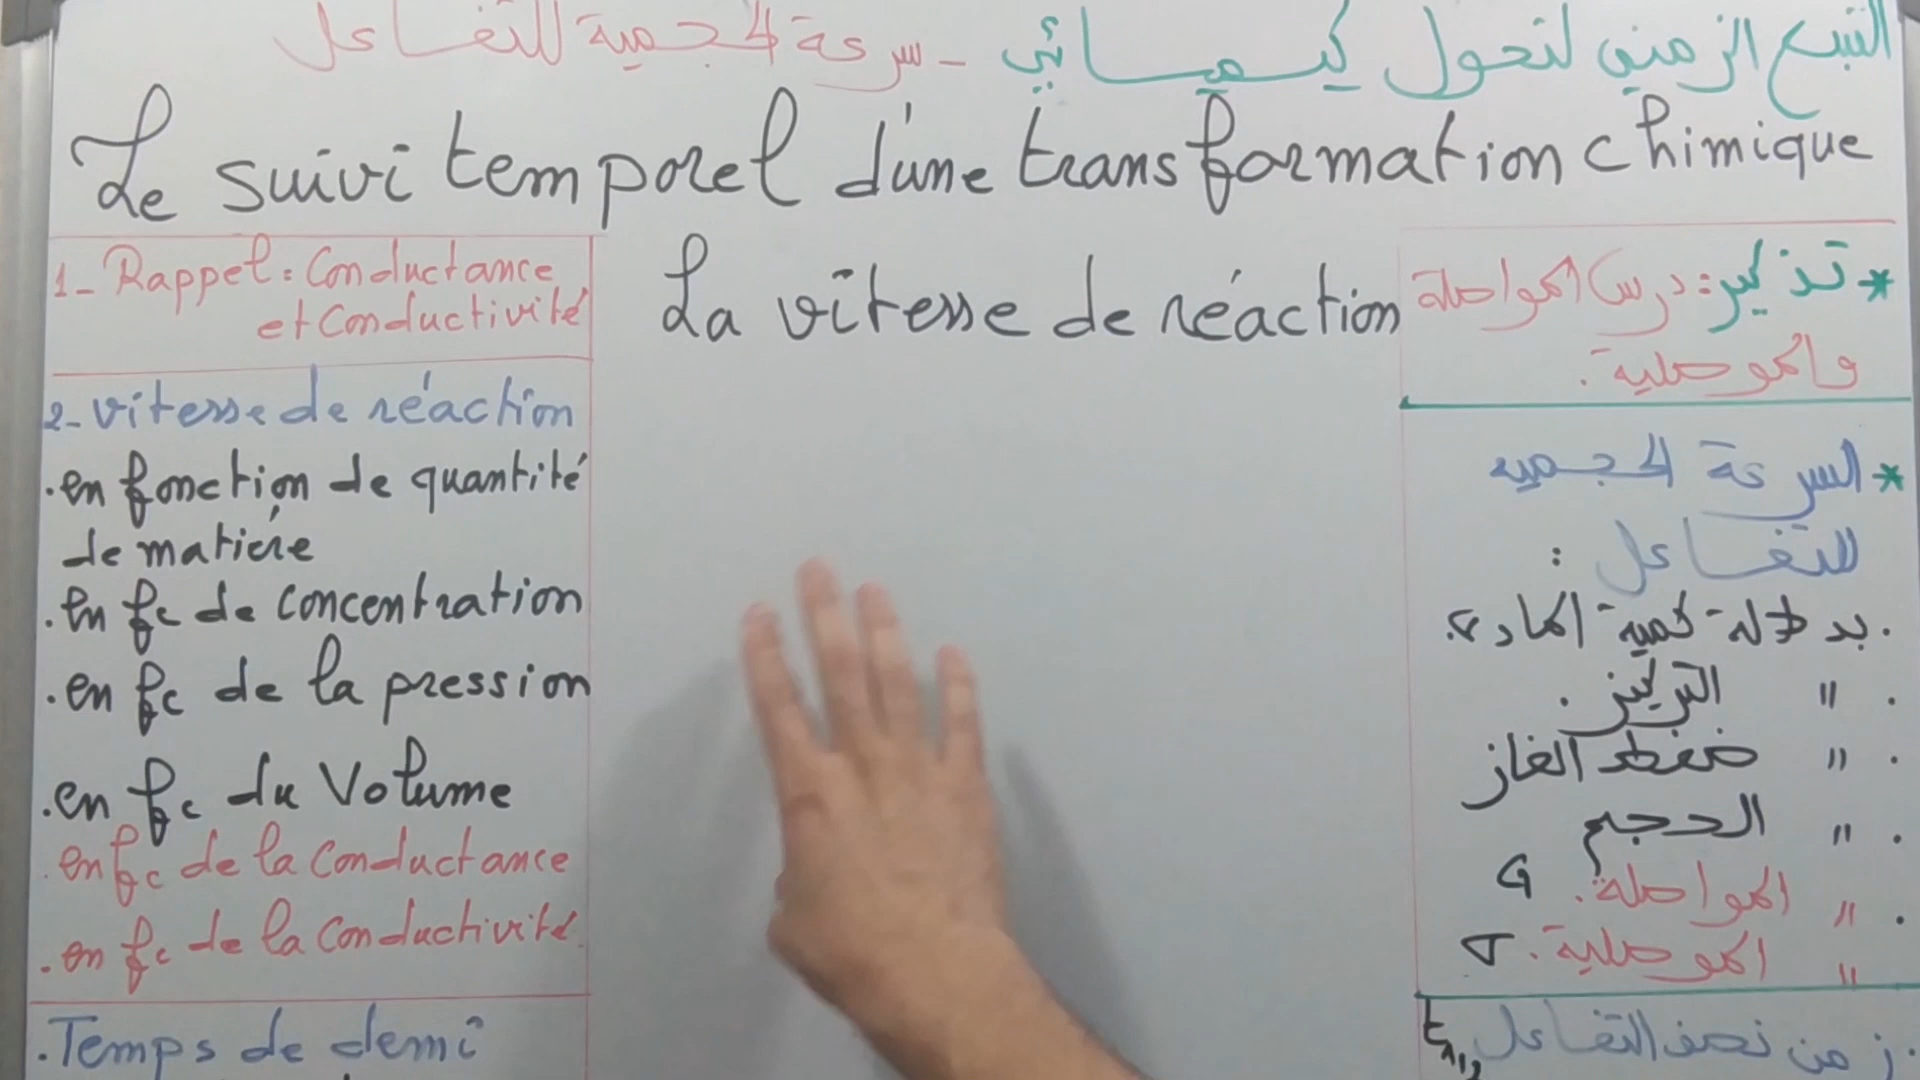 التتبع الزمني لتحول كيميائي - سرعة الحجمية للتفاعل
Le suivi temporel d'une transformation chimique
1- Rappel : Conductance
et Conductivité
La vitesse de réaction
* تذكير: درس المواصلة
والموصلية.
2- vitesse de réaction
. en fonction de quantité
de matière
. en fc de concentration
. en fc de la pression
. en fc du Volume
. en fc de la Conductance
. en fc de la Conductivité
. Temps de demi
* السرعة الحجمية
للتفاعل :
. بدلالة كمية المادة.
. " التركيز.
. " ضغط الغاز
. " الحجم
. " المواصلة. G
" الموصلية. σ
. زمن نصف التفاعل t1/2